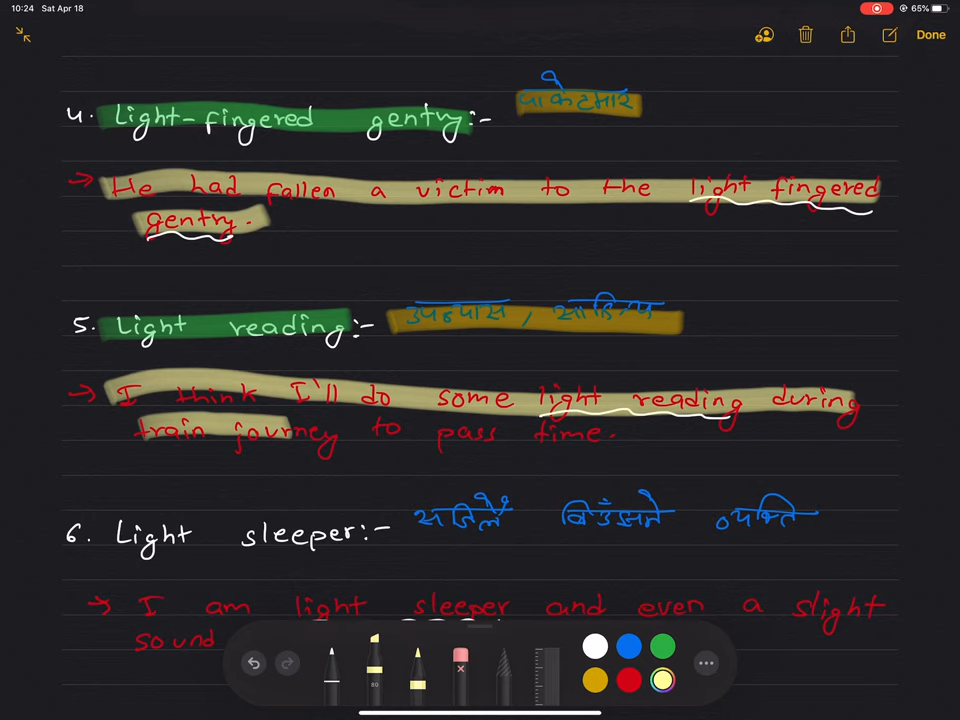 10:24 Sat Apr 18
65%
Done
4. Light-fingered gentry:- पाकेटमार
→ He had fallen a victim to the light fingered
gentry.
5. Light reading:- उपन्यास, साहित्य
→ I think I'll do some light reading during
train journey to pass time.
6. Light sleeper:- व्यक्ति
→ I am light sleeper and even a slight
sound
80